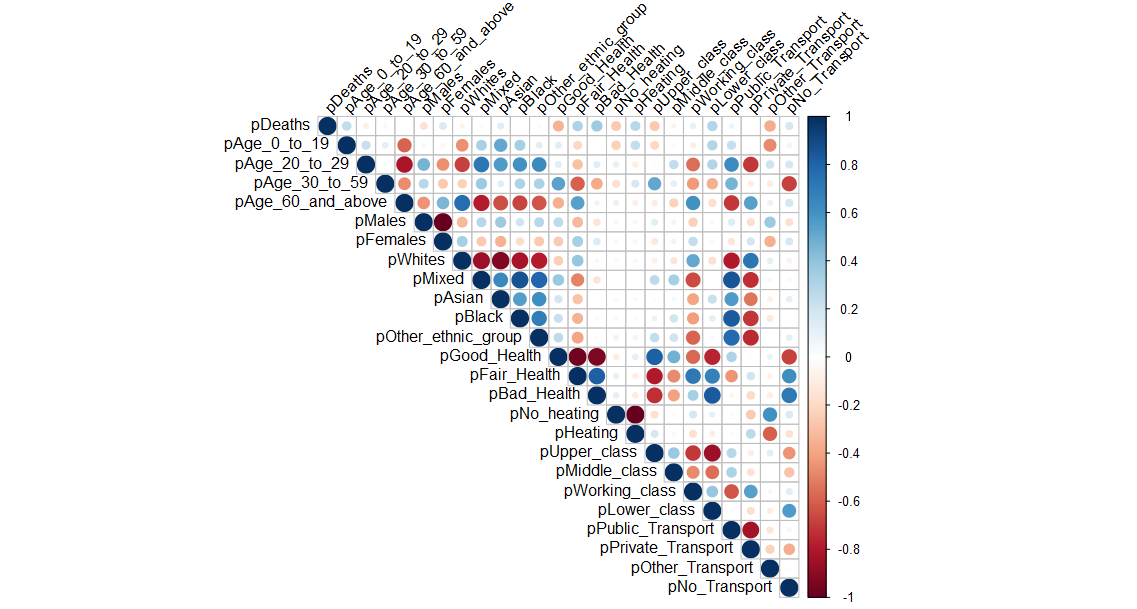 pDeaths
pAge_0_to_19
pAge_20_to_29
pAge_30_to_59
pAge_60_and_above
pMales
pFemales
pWhites
pMixed
pAsian
pBlack
pOther_ethnic_group
pGood_Health
pFair_Health
pBad_Health
pNo_heating
pHeating
pUpper_class
pMiddle_class
pWorking_class
pLower_class
pPublic_Transport
pPrivate_Transport
pOther_Transport
pNo_Transport
pDeaths
pAge_0_to_19
pAge_20_to_29
pAge_30_to_59
pAge_60_and_above
pMales
pFemales
pWhites
pMixed
pAsian
pBlack
pOther_ethnic_group
pGood_Health
pFair_Health
pBad_Health
pNo_heating
pHeating
pUpper_class
pMiddle_class
pWorking_class
pLower_class
pPublic_Transport
pPrivate_Transport
pOther_Transport
pNo_Transport
1
0.8
0.6
0.4
0.2
0
-0.2
-0.4
-0.6
-0.8
-1